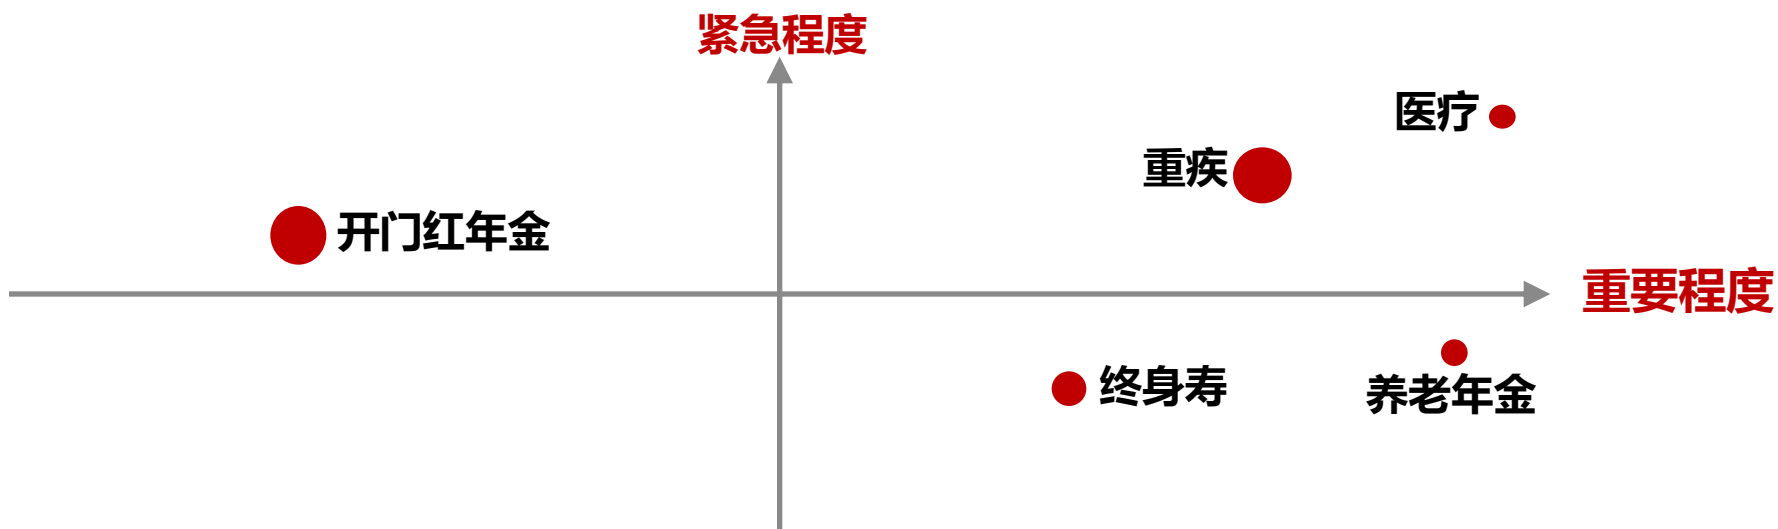 紧急程度
医疗
重疾
开门红年金
重要程度
终身寿
养老年金